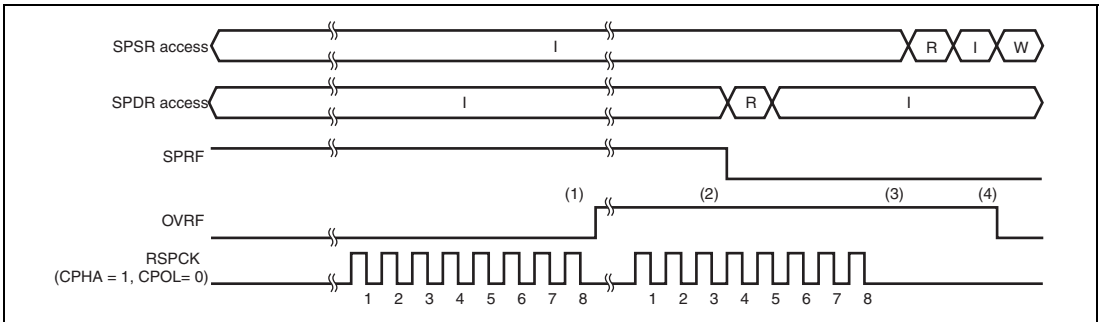 SPSR access I R I W
SPDR access I R I
SPRF
(1) (2) (3) (4)
OVRF
RSPCK
(CPHA = 1, CPOL= 0)
1 2 3 4 5 6 7 8 1 2 3 4 5 6 7 8